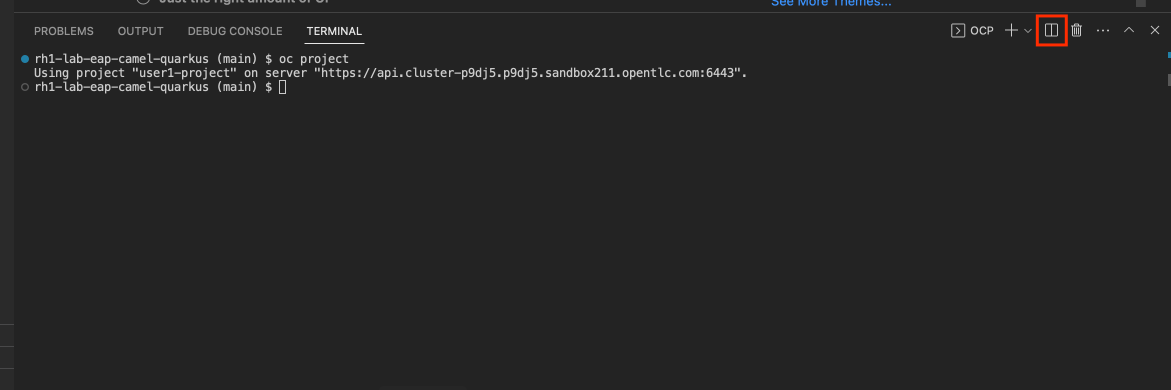 Just the right amount of UI
See More Themes...
PROBLEMS OUTPUT DEBUG CONSOLE TERMINAL OCP
rh1-lab-eap-camel-quarkus (main) $ oc project
Using project "user1-project" on server "https://api.cluster-p9dj5.p9dj5.sandbox211.opentlc.com:6443".
rh1-lab-eap-camel-quarkus (main) $